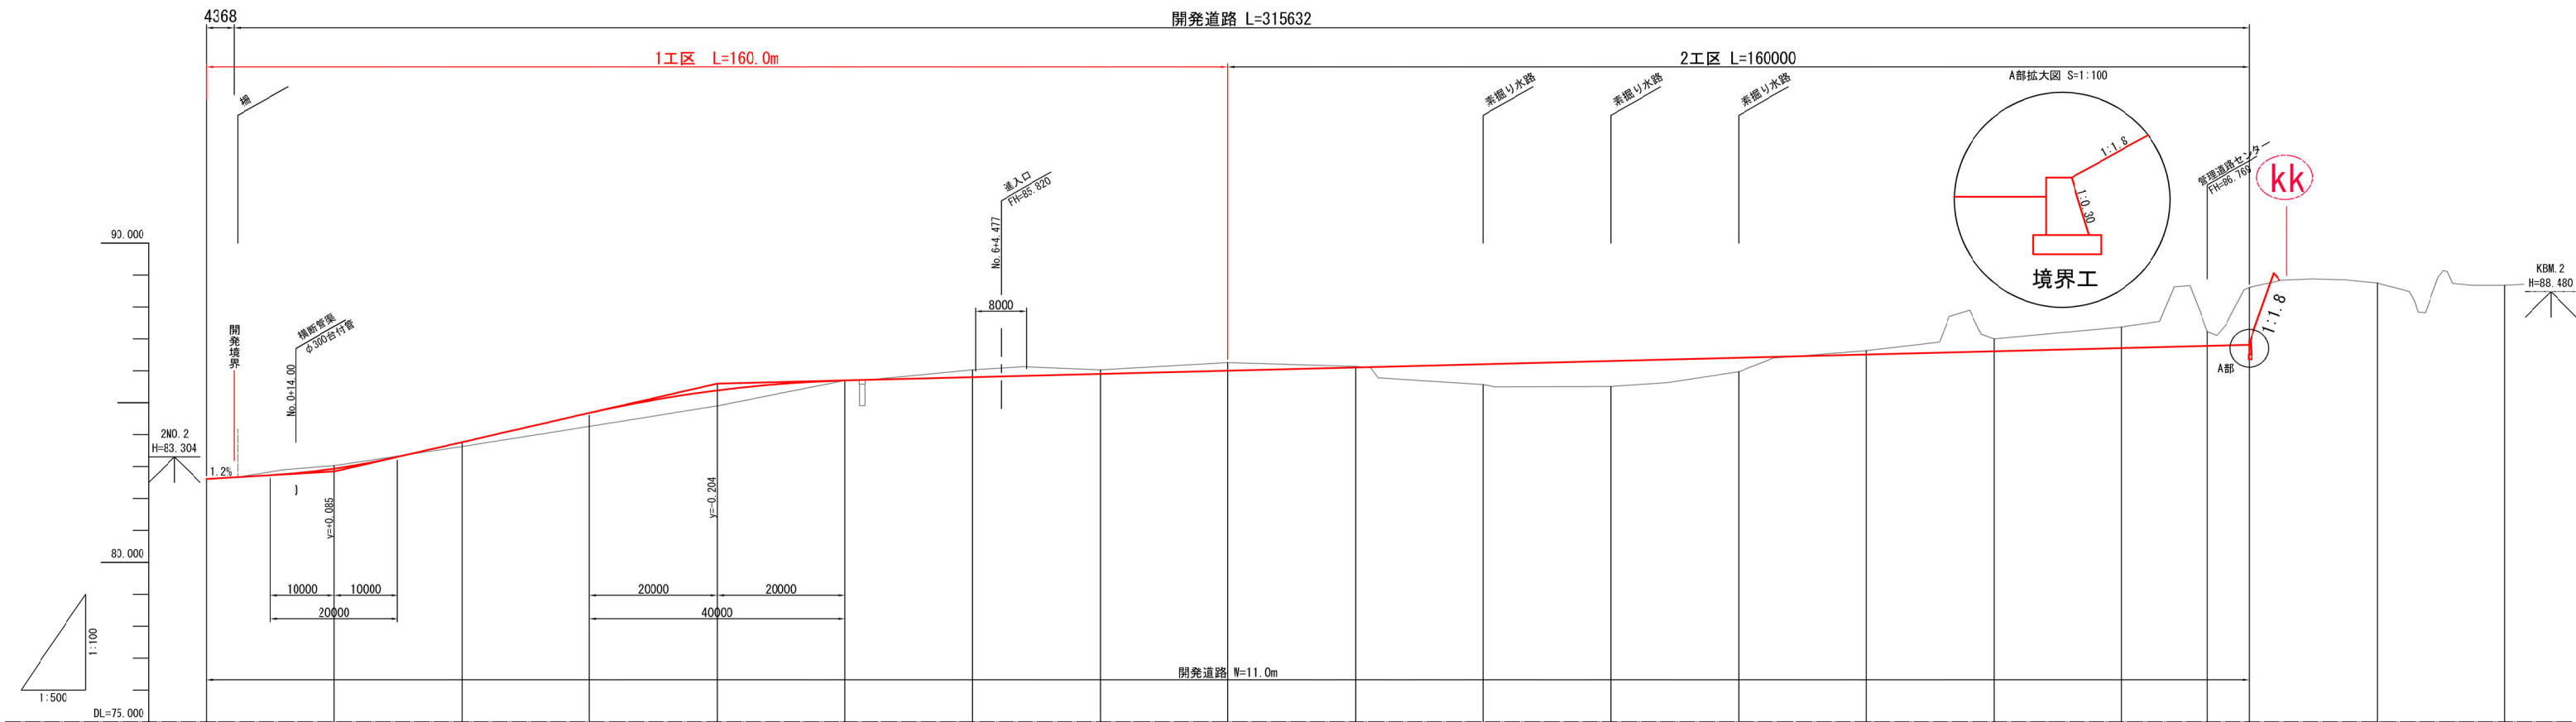 4368
開発道路 L=315632
1工区 L=160.0m
2工区 L=160000
A部拡大図 S=1:100
柵
素掘り水路
素掘り水路
素掘り水路
1:1.8
1:0.30
境界工
管理道路センター
FH=86.769
kk
進入口
FH=85.820
No.6+4.477
8000
90.000
KBM.2
H=88.480
1:1.8
A部
開発境界
横断管渠
φ300台付管
No.0+14.00
2NO.2
H=83.304
1.2%
y=+0.085
y=-0.204
80.000
10000
10000
20000
20000
20000
40000
1:100
1:500
開発道路 W=11.0m
DL=75.000